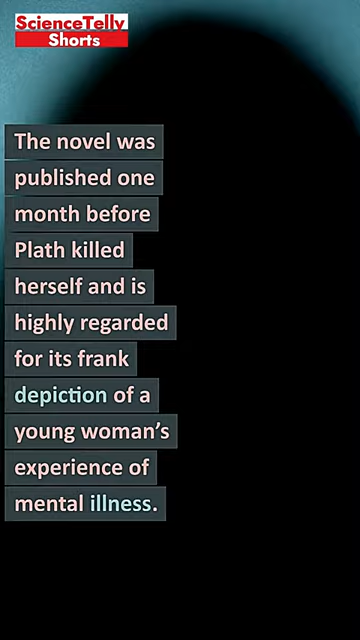 ScienceTelly
Shorts
The novel was
published one
month before
Plath killed
herself and is
highly regarded
for its frank
depiction of a
young woman’s
experience of
mental illness.